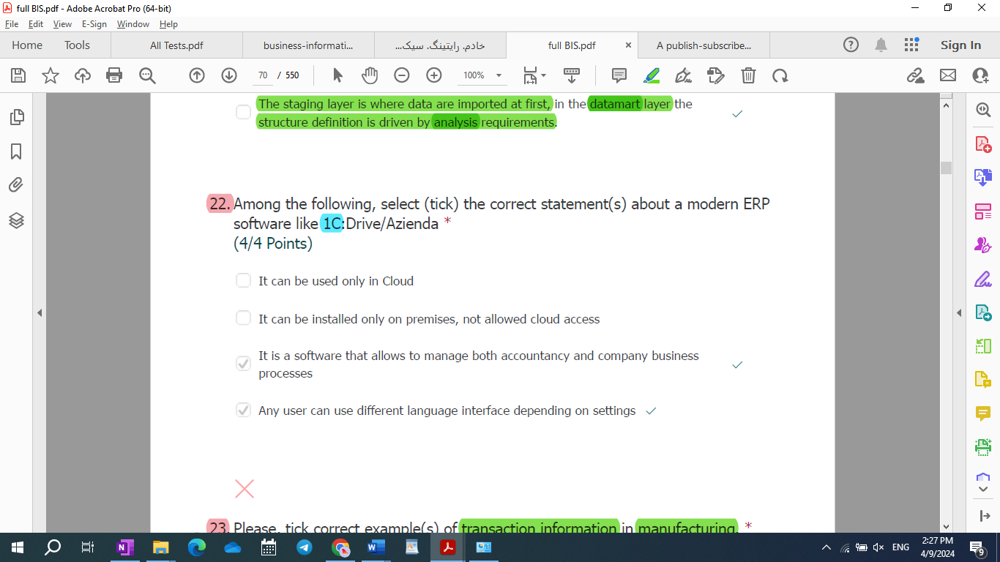 full BIS.pdf - Adobe Acrobat Pro (64-bit)
File Edit View E-Sign Window Help
Home Tools All Tests.pdf business-informati... خادم. رایتینگ. سیک... full BIS.pdf × A publish-subscribe... Sign In
70 / 550 100%
The staging layer is where data are imported at first, in the datamart layer the
structure definition is driven by analysis requirements.
22. Among the following, select (tick) the correct statement(s) about a modern ERP
software like 1C:Drive/Azienda *
(4/4 Points)
It can be used only in Cloud
It can be installed only on premises, not allowed cloud access
It is a software that allows to manage both accountancy and company business
processes
Any user can use different language interface depending on settings
23. Please, tick correct example(s) of transaction information in manufacturing *
ENG
2:27 PM
4/9/2024
9